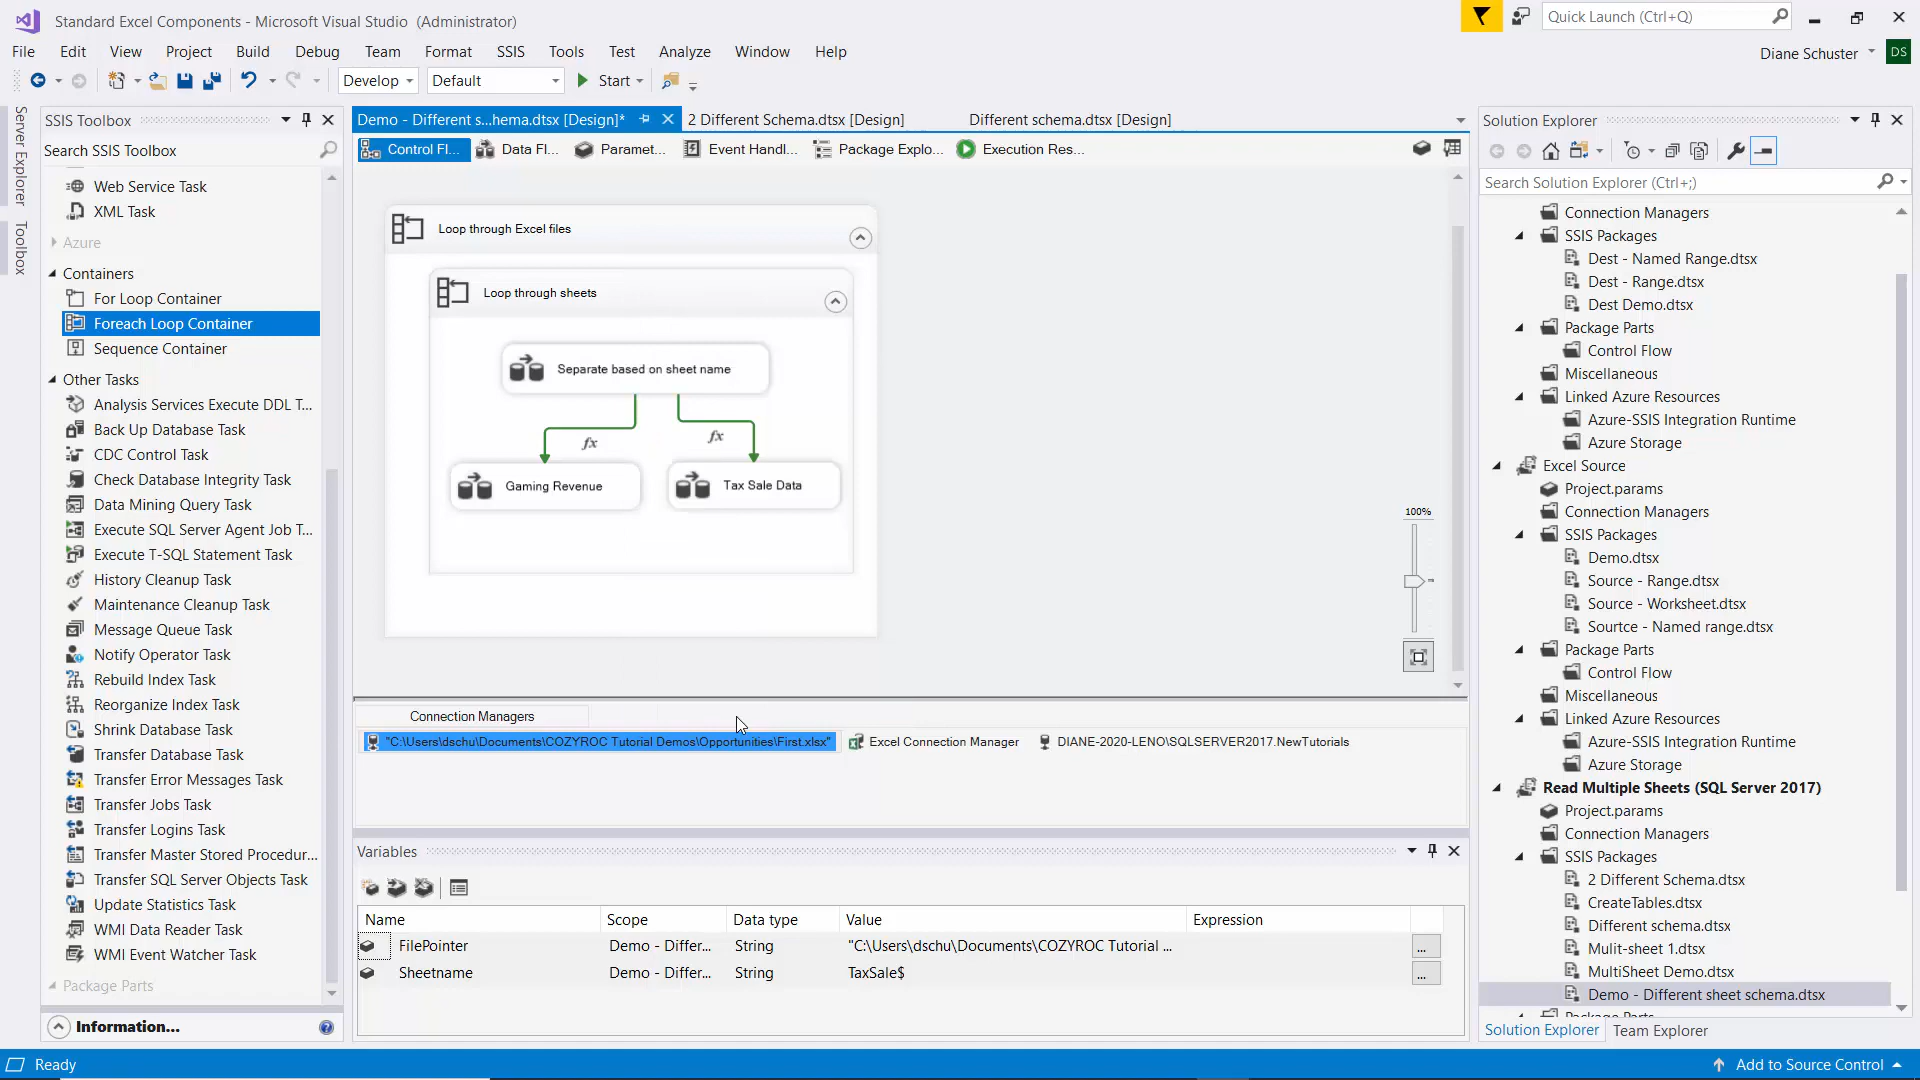 Standard Excel Components - Microsoft Visual Studio (Administrator)
Quick Launch (Ctrl+Q)
File Edit View Project Build Debug Team Format SSIS Tools Test Analyze Window Help
Diane Schuster
DS
Develop Default Start
Server Explorer
Toolbox
SSIS Toolbox
Search SSIS Toolbox
Web Service Task
XML Task
Azure
Containers
For Loop Container
Foreach Loop Container
Sequence Container
Other Tasks
Analysis Services Execute DDL T...
Back Up Database Task
CDC Control Task
Check Database Integrity Task
Data Mining Query Task
Execute SQL Server Agent Job T...
Execute T-SQL Statement Task
History Cleanup Task
Maintenance Cleanup Task
Message Queue Task
Notify Operator Task
Rebuild Index Task
Reorganize Index Task
Shrink Database Task
Transfer Database Task
Transfer Error Messages Task
Transfer Jobs Task
Transfer Logins Task
Transfer Master Stored Procedur...
Transfer SQL Server Objects Task
Update Statistics Task
WMI Data Reader Task
WMI Event Watcher Task
Package Parts
Information...
Demo - Different s...hema.dtsx [Design]* 2 Different Schema.dtsx [Design] Different schema.dtsx [Design]
Control Fl... Data Fl... Paramet... Event Handl... Package Explo... Execution Res...
Loop through Excel files
Loop through sheets
Separate based on sheet name
fx fx
Gaming Revenue Tax Sale Data
100%
Connection Managers
"C:\Users\dschu\Documents\COZYROC Tutorial Demos\Opportunities\First.xlsx" Excel Connection Manager DIANE-2020-LENO\SQLSERVER2017.NewTutorials
Variables
Name Scope Data type Value Expression
FilePointer Demo - Differ... String "C:\Users\dschu\Documents\COZYROC Tutorial ... ...
Sheetname Demo - Differ... String TaxSale$ ...
Solution Explorer
Search Solution Explorer (Ctrl+;)
Connection Managers
SSIS Packages
Dest - Named Range.dtsx
Dest - Range.dtsx
Dest Demo.dtsx
Package Parts
Control Flow
Miscellaneous
Linked Azure Resources
Azure-SSIS Integration Runtime
Azure Storage
Excel Source
Project.params
Connection Managers
SSIS Packages
Demo.dtsx
Source - Range.dtsx
Source - Worksheet.dtsx
Sourtce - Named range.dtsx
Package Parts
Control Flow
Miscellaneous
Linked Azure Resources
Azure-SSIS Integration Runtime
Azure Storage
Read Multiple Sheets (SQL Server 2017)
Project.params
Connection Managers
SSIS Packages
2 Different Schema.dtsx
CreateTables.dtsx
Different schema.dtsx
Mulit-sheet 1.dtsx
MultiSheet Demo.dtsx
Demo - Different sheet schema.dtsx
Package Parts
Solution Explorer Team Explorer
Ready
Add to Source Control